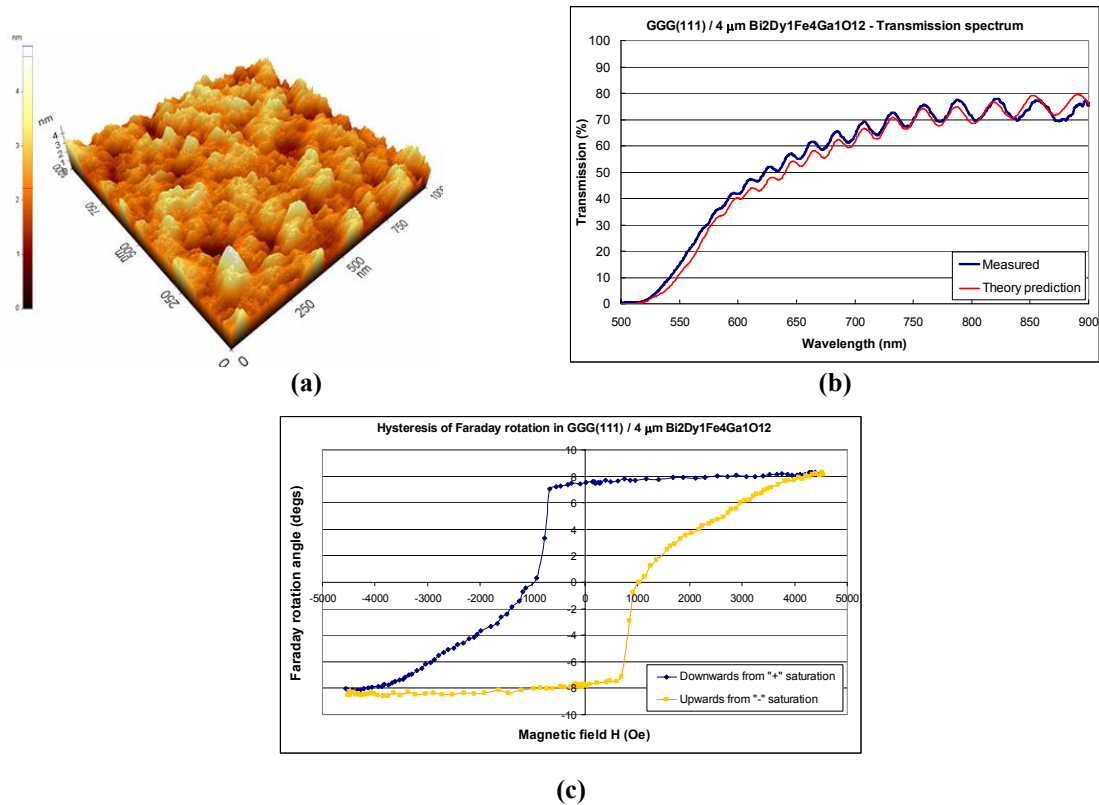 nm
4
3
2
1
0
nm
4
3
2
1000
750
500
nm
250
0
0
250
500
nm
750
1000
(a)
GGG(111) / 4 µm Bi2Dy1Fe4Ga1O12 - Transmission spectrum
Transmission (%)
100
90
80
70
60
50
40
30
20
10
0
500 550 600 650 700 750 800 850 900
Wavelength (nm)
Measured
Theory prediction
(b)
Hysteresis of Faraday rotation in GGG(111) / 4 µm Bi2Dy1Fe4Ga1O12
Faraday rotation angle (degs)
10
8
6
4
2
0
-2
-4
-6
-8
-10
-5000 -4000 -3000 -2000 -1000 0 1000 2000 3000 4000 5000
Downwards from "+" saturation
Upwards from "-" saturation
Magnetic field H (Oe)
(c)